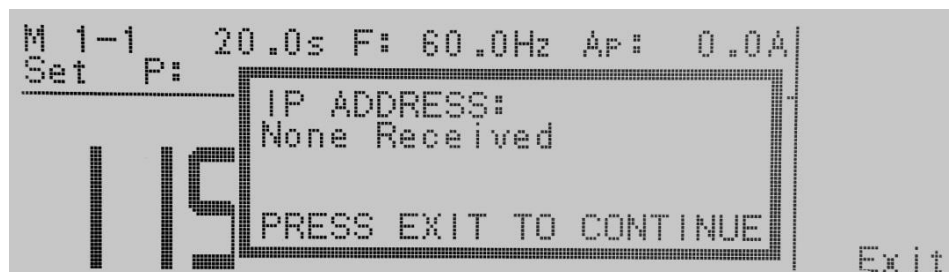 M 1-1 20.0s F: 60.0Hz Ap: 0.0A
Set P:
IP ADDRESS:
None Received
115
PRESS EXIT TO CONTINUE
Exit